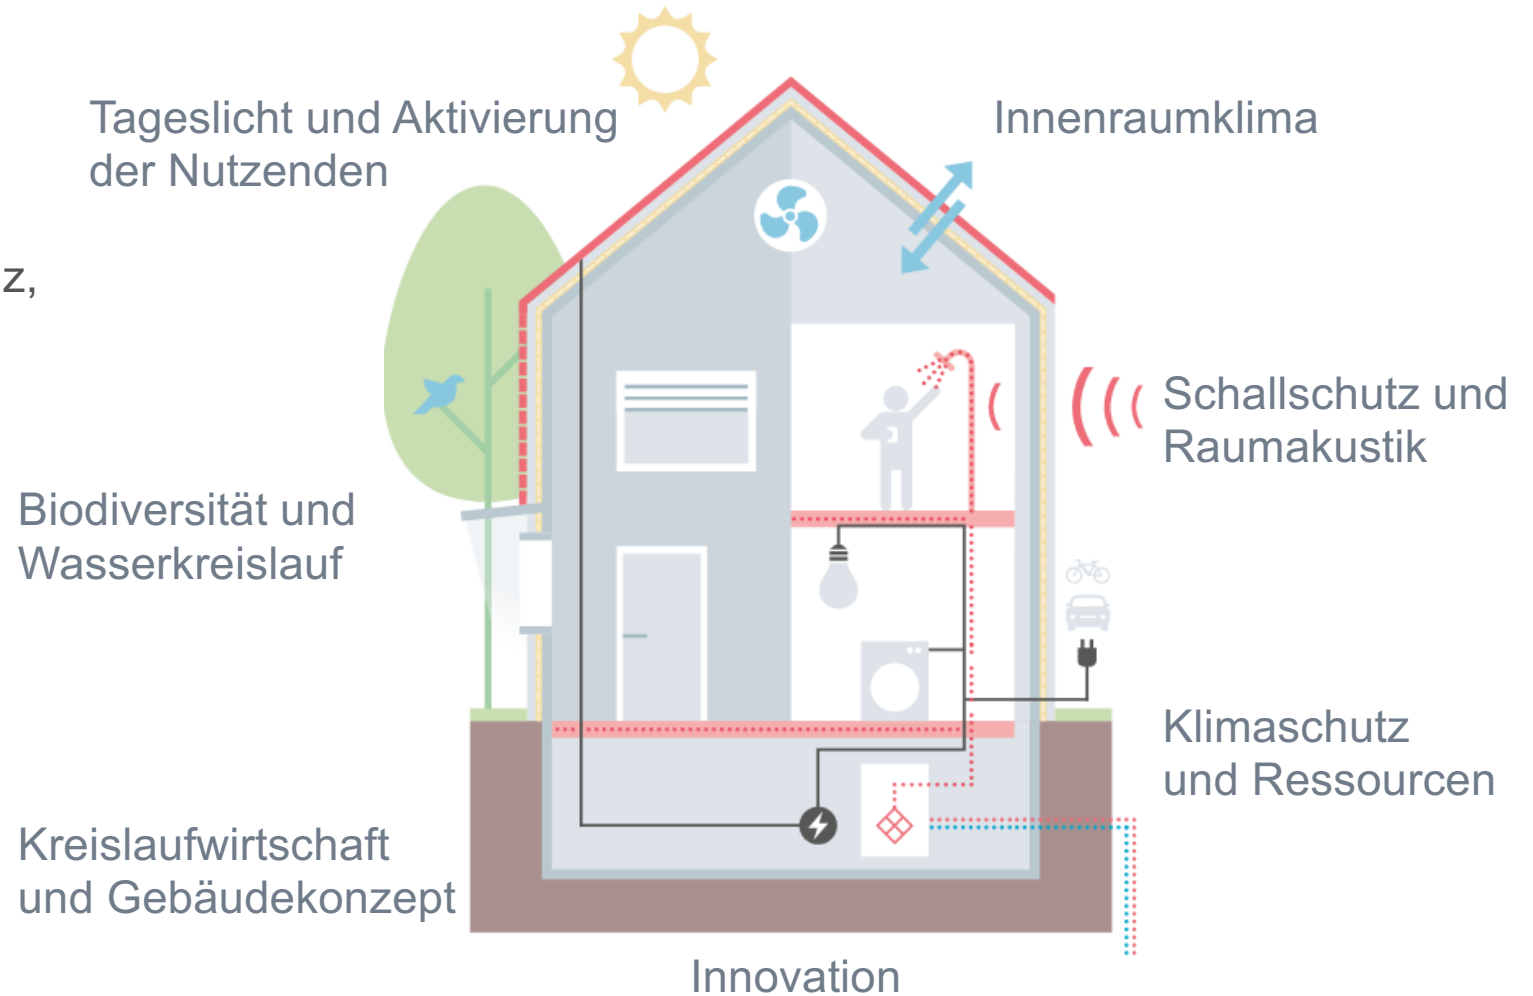 Tageslicht und Aktivierung
der Nutzenden
Innenraumklima
z,
Schallschutz und
Raumakustik
Biodiversität und
Wasserkreislauf
Klimaschutz
und Ressourcen
Kreislaufwirtschaft
und Gebäudekonzept
Innovation